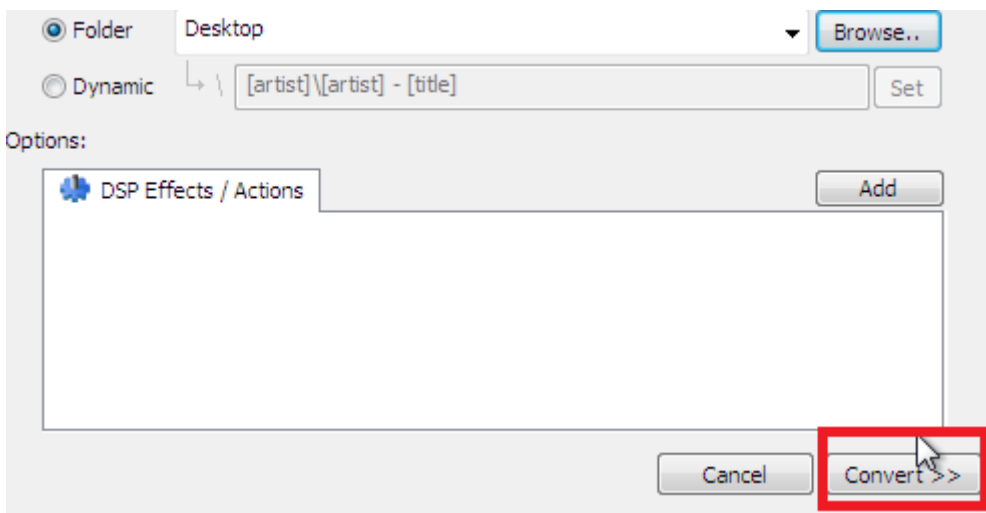 Folder Desktop Browse..
Dynamic \ [artist]\[artist] - [title] Set
Options:
DSP Effects / Actions Add
Cancel Convert >>